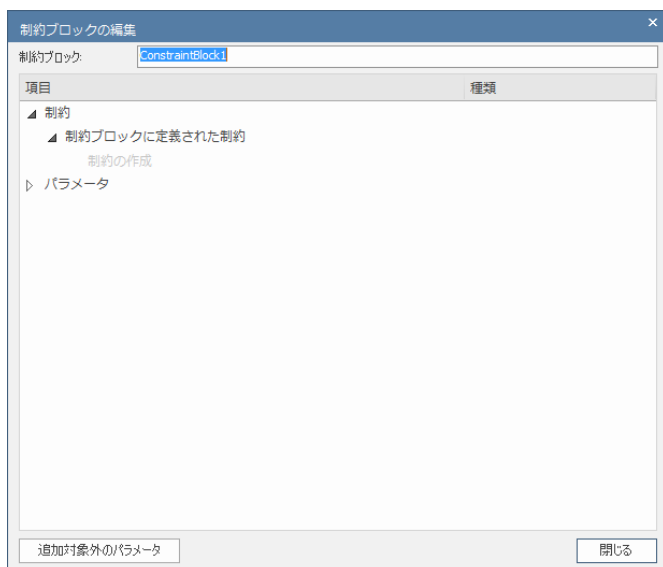 制約ブロックの編集
制約ブロック: ConstraintBlock1
項目 種類
制約
制約ブロックに定義された制約
制約の作成
パラメータ
追加対象外のパラメータ 閉じる